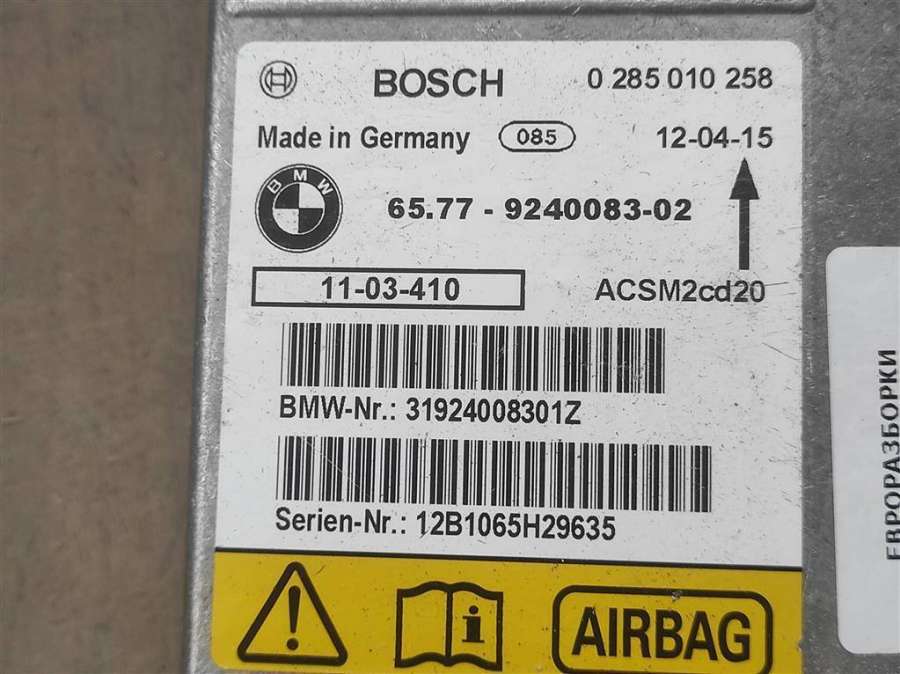 BOSCH 0 285 010 258
Made in Germany 085 12-04-15
BMW 65.77 - 9240083-02
11-03-410 ACSM2cd20
BMW-Nr.: 31924008301Z
Serien-Nr.: 12B1065H29635
i AIRBAG
ЕВРОРАЗБОРКИ